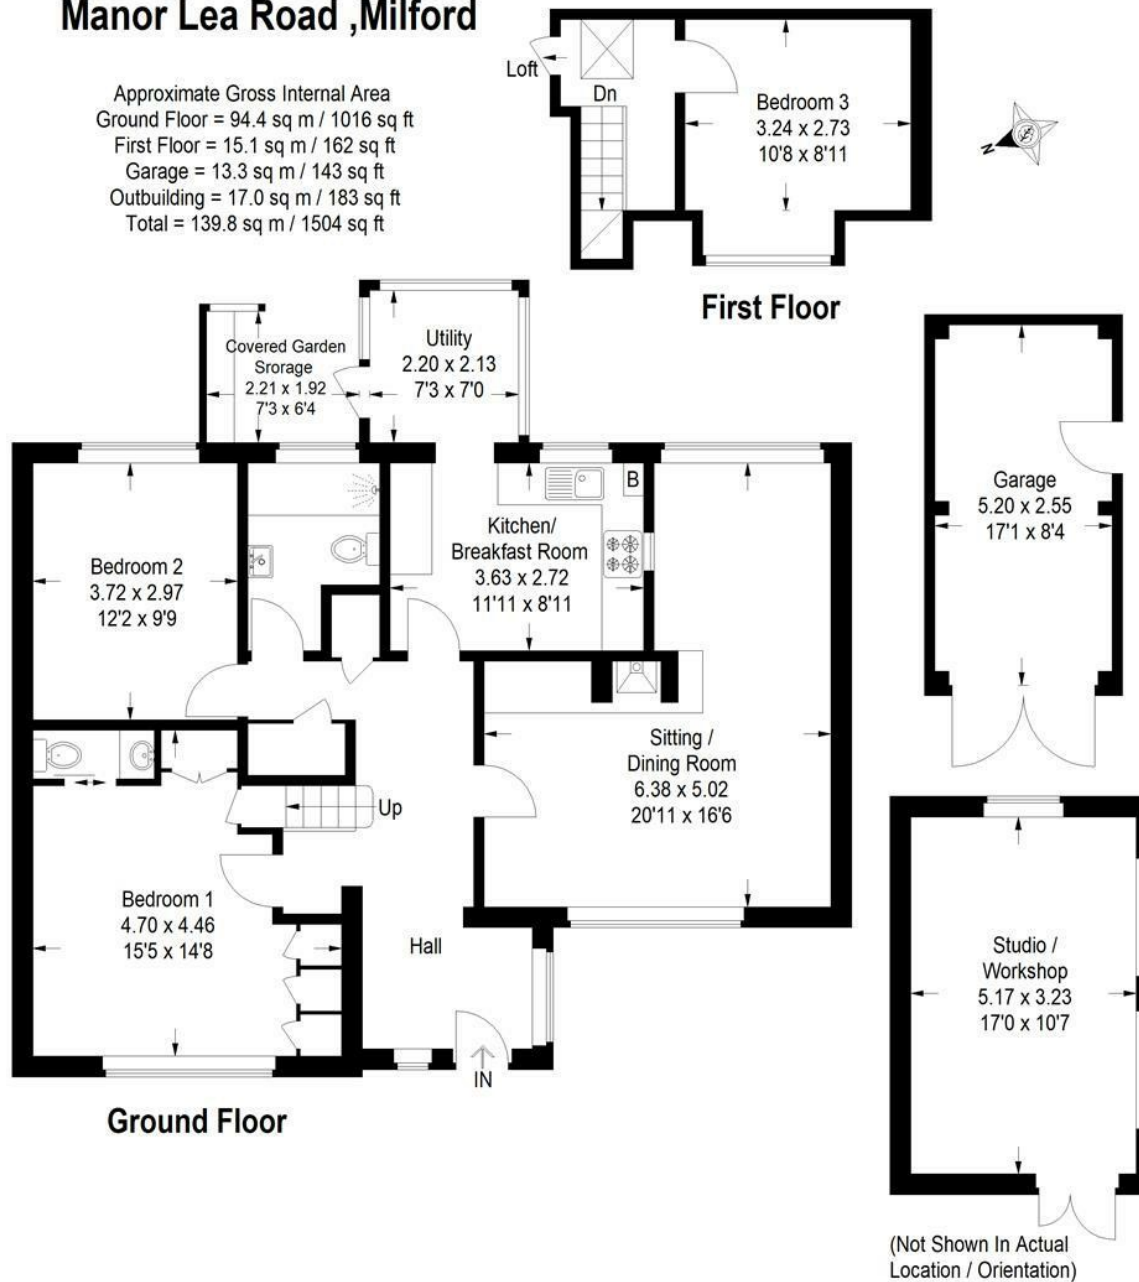 Manor Lea Road ,Milford
Approximate Gross Internal Area
Ground Floor = 94.4 sq m / 1016 sq ft
First Floor = 15.1 sq m / 162 sq ft
Garage = 13.3 sq m / 143 sq ft
Outbuilding = 17.0 sq m / 183 sq ft
Total = 139.8 sq m / 1504 sq ft
Loft
Dn
Bedroom 3
3.24 x 2.73
10'8 x 8'11
N
First Floor
Covered Garden
Srorage
2.21 x 1.92
7'3 x 6'4
Utility
2.20 x 2.13
7'3 x 7'0
Bedroom 2
3.72 x 2.97
12'2 x 9'9
Kitchen/
Breakfast Room
3.63 x 2.72
11'11 x 8'11
B
Garage
5.20 x 2.55
17'1 x 8'4
Sitting /
Dining Room
6.38 x 5.02
20'11 x 16'6
Up
Bedroom 1
4.70 x 4.46
15'5 x 14'8
Hall
IN
Ground Floor
Studio /
Workshop
5.17 x 3.23
17'0 x 10'7
(Not Shown In Actual
Location / Orientation)